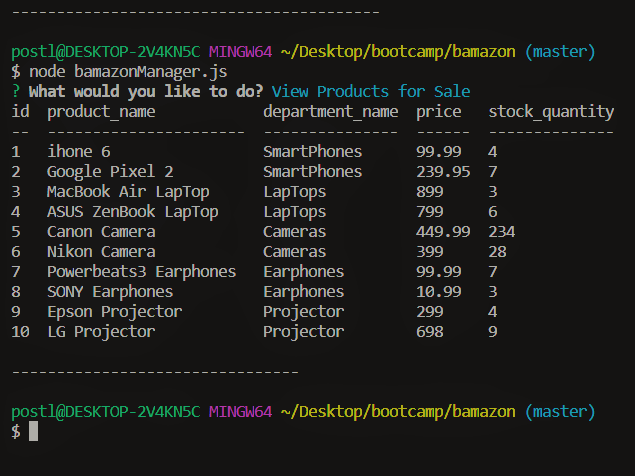 -----------------------------------------
postl@DESKTOP-2V4KN5C MINGW64 ~/Desktop/bootcamp/bamazon (master)
$ node bamazonManager.js
? What would you like to do? View Products for Sale
id  product_name            department_name  price   stock_quantity
--  ----------------------  ---------------  ------  --------------
1   ihone 6                 SmartPhones      99.99   4
2   Google Pixel 2          SmartPhones      239.95  7
3   MacBook Air LapTop      LapTops          899     3
4   ASUS ZenBook LapTop     LapTops          799     6
5   Canon Camera            Cameras          449.99  234
6   Nikon Camera            Cameras          399     28
7   Powerbeats3 Earphones   Earphones        99.99   7
8   SONY Earphones          Earphones        10.99   3
9   Epson Projector         Projector        299     4
10  LG Projector            Projector        698     9
--------------------------------
postl@DESKTOP-2V4KN5C MINGW64 ~/Desktop/bootcamp/bamazon (master)
$